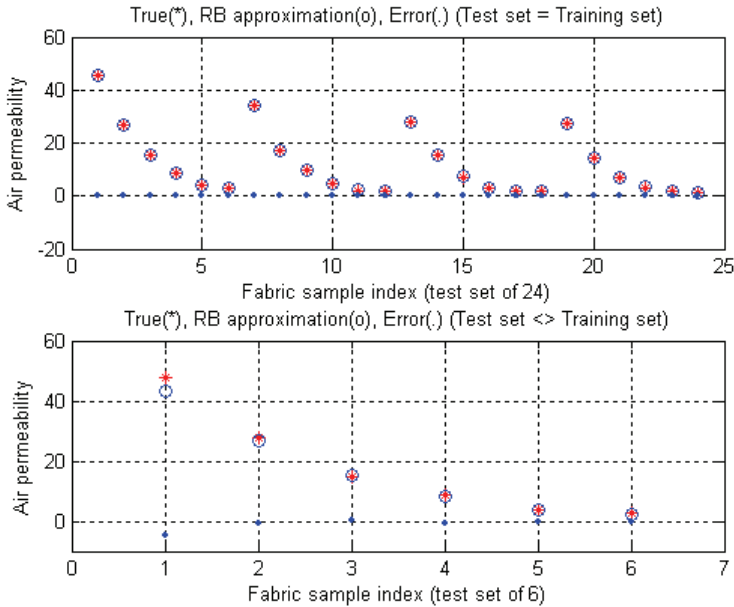 True(*), RB approximation(o), Error(.) (Test set = Training set)
60
40
20
0
-20
Air permeability
0 5 10 15 20 25
Fabric sample index (test set of 24)
True(*), RB approximation(o), Error(.) (Test set <> Training set)
60
40
20
0
Air permeability
0 1 2 3 4 5 6 7
Fabric sample index (test set of 6)